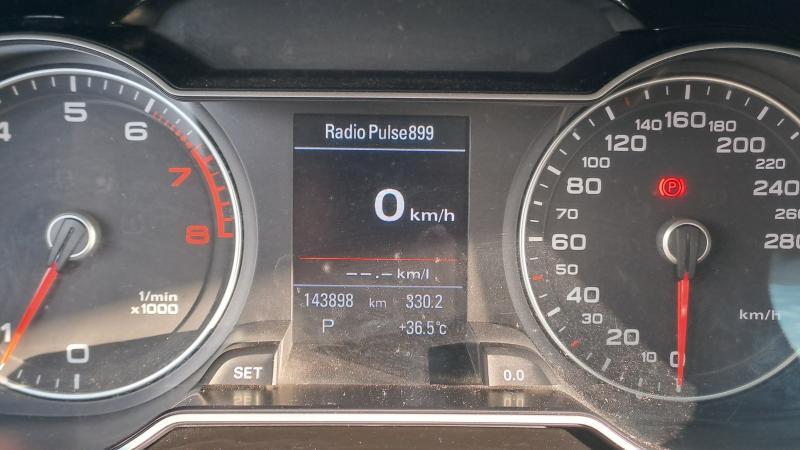 Radio Pulse899
0 km/h
--.- km/l
143898 km 330.2
P +36.5°c
4
5
6
7
8
1/min
x1000
1
0
SET
0.0
0
10
20
30
40
50
60
70
80
100
120
140
160
180
200
220
240
260
280
P
km/h